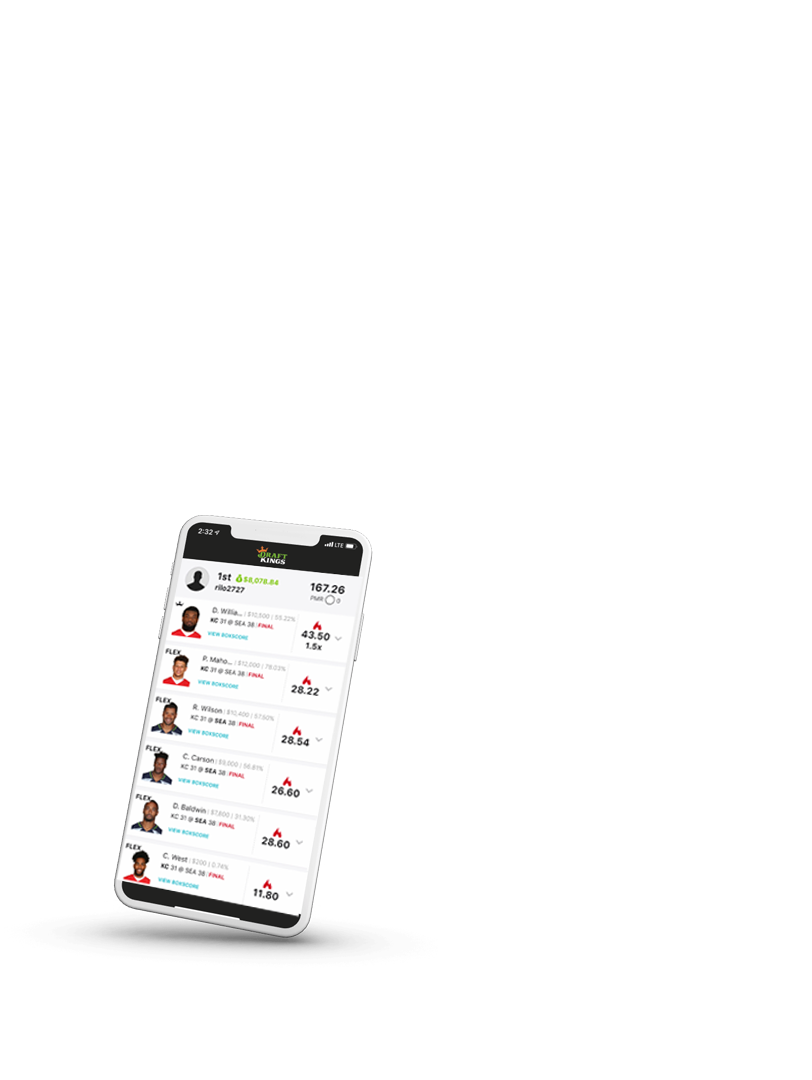 2:32 LTE
DRAFT
KINGS
1st $8,078.84 167.26
rilo2727 PMR 0
D. Willia... | $10,500 | 55.22%
KC 31 @ SEA 38 | FINAL 43.50
VIEW BOXSCORE 1.5x
FLEX P. Maho... | $12,000 | 78.03%
KC 31 @ SEA 38 | FINAL 28.22
VIEW BOXSCORE
FLEX R. Wilson | $10,400 | 57.60%
KC 31 @ SEA 38 | FINAL 28.54
VIEW BOXSCORE
FLEX C. Carson | $9,000 | 56.81%
KC 31 @ SEA 38 | FINAL 26.60
VIEW BOXSCORE
FLEX D. Baldwin | $7,800 | 31.30%
KC 31 @ SEA 38 | FINAL 28.60
VIEW BOXSCORE
FLEX C. West | $200 | 0.74%
KC 31 @ SEA 38 | FINAL 11.80
VIEW BOXSCORE